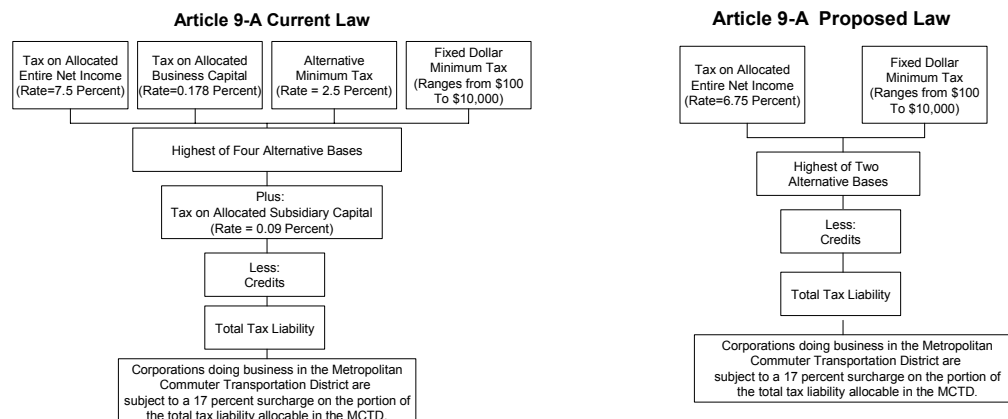 Article 9-A Current Law
Tax on Allocated
Entire Net Income
(Rate=7.5 Percent)
Tax on Allocated
Business Capital
(Rate=0.178 Percent)
Alternative
Minimum Tax
(Rate = 2.5 Percent)
Fixed Dollar
Minimum Tax
(Ranges from $100
To $10,000)
Highest of Four Alternative Bases
Plus:
Tax on Allocated Subsidiary Capital
(Rate = 0.09 Percent)
Less:
Credits
Total Tax Liability
Corporations doing business in the Metropolitan
Commuter Transportation District are
subject to a 17 percent surcharge on the portion of
the total tax liability allocable in the MCTD.
Article 9-A Proposed Law
Tax on Allocated
Entire Net Income
(Rate=6.75 Percent)
Fixed Dollar
Minimum Tax
(Ranges from $100
To $10,000)
Highest of Two
Alternative Bases
Less:
Credits
Total Tax Liability
Corporations doing business in the Metropolitan
Commuter Transportation District are
subject to a 17 percent surcharge on the portion of
the total tax liability allocable in the MCTD.